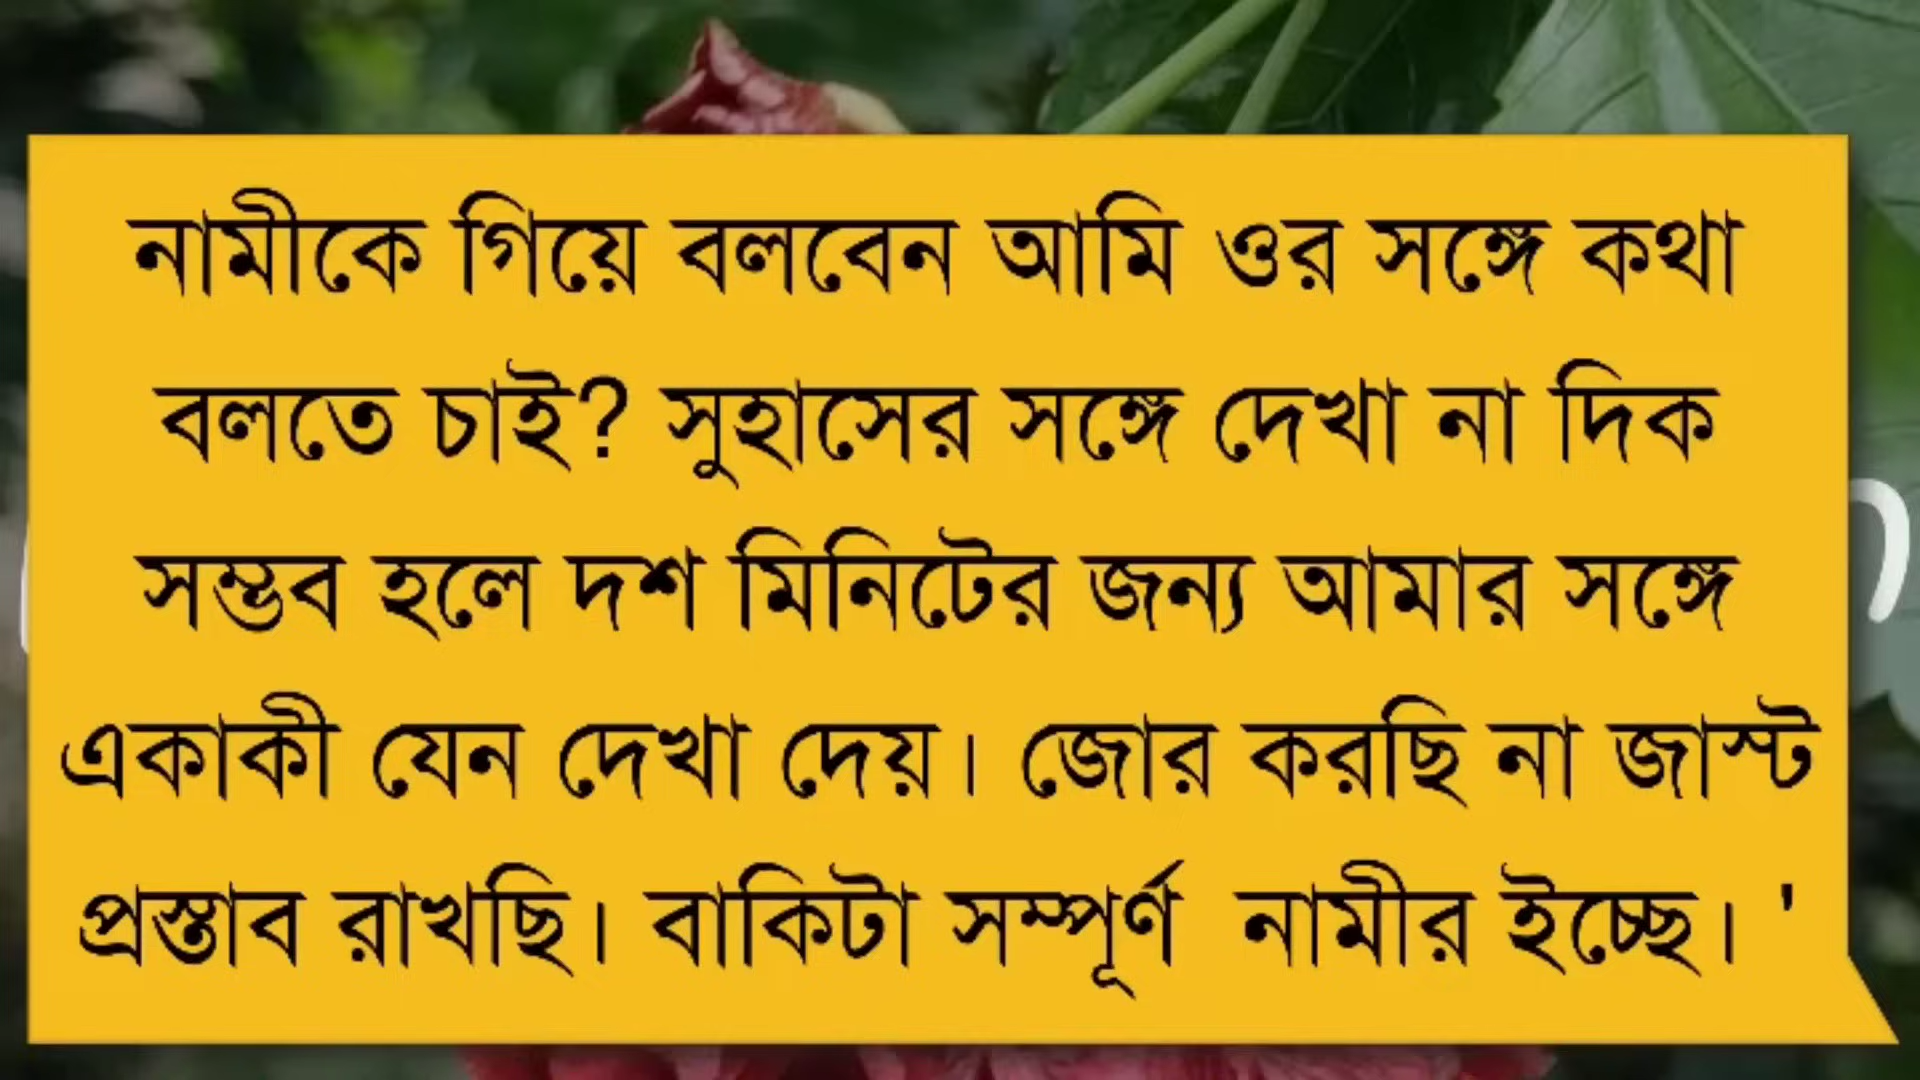 নামীকে গিয়ে বলবেন আমি ওর সঙ্গে কথা
বলতে চাই? সুহাসের সঙ্গে দেখা না দিক
সম্ভব হলে দশ মিনিটের জন্য আমার সঙ্গে
একাকী যেন দেখা দেয়। জোর করছি না জাস্ট
প্রস্তাব রাখছি। বাকিটা সম্পূর্ণ  নামীর ইচ্ছে। '